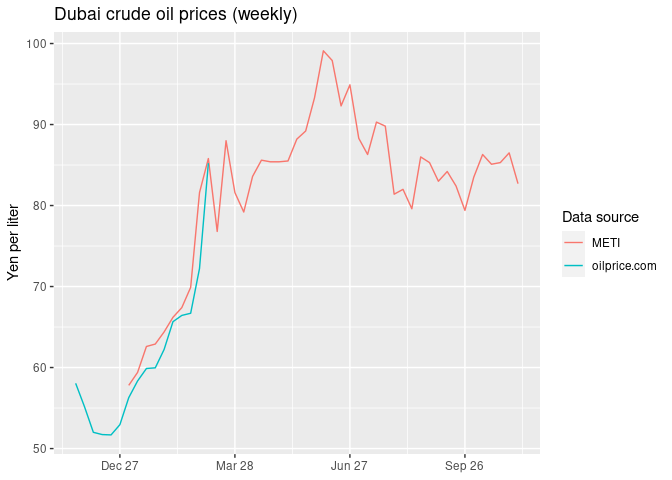 Dubai crude oil prices (weekly)
100
90
80
70
60
50
Yen per liter
Dec 27
Mar 28
Jun 27
Sep 26
Data source
METI
oilprice.com